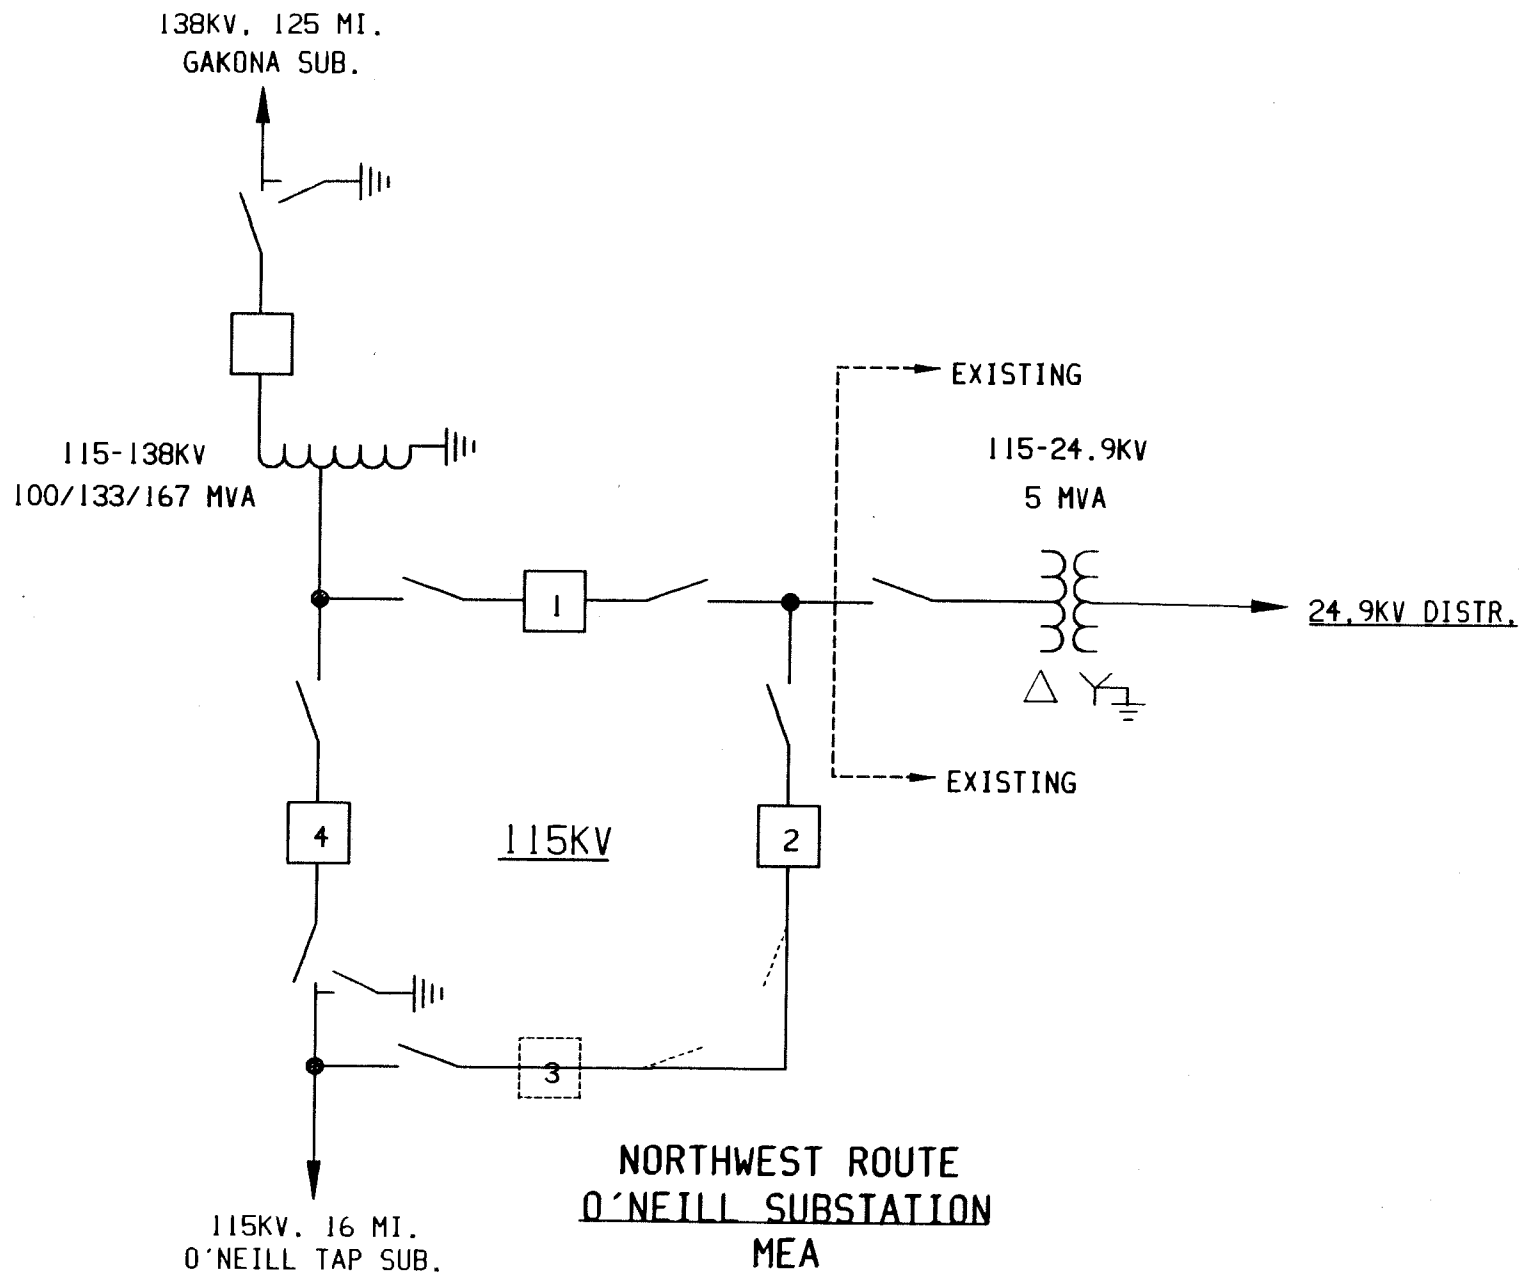 138KV, 125 MI.
GAKONA SUB.
EXISTING
115-138KV
100/133/167 MVA
115-24.9KV
5 MVA
1
24.9KV DISTR.
EXISTING
4
115KV
2
3
NORTHWEST ROUTE
O'NEILL SUBSTATION
MEA
115KV. 16 MI.
O'NEILL TAP SUB.